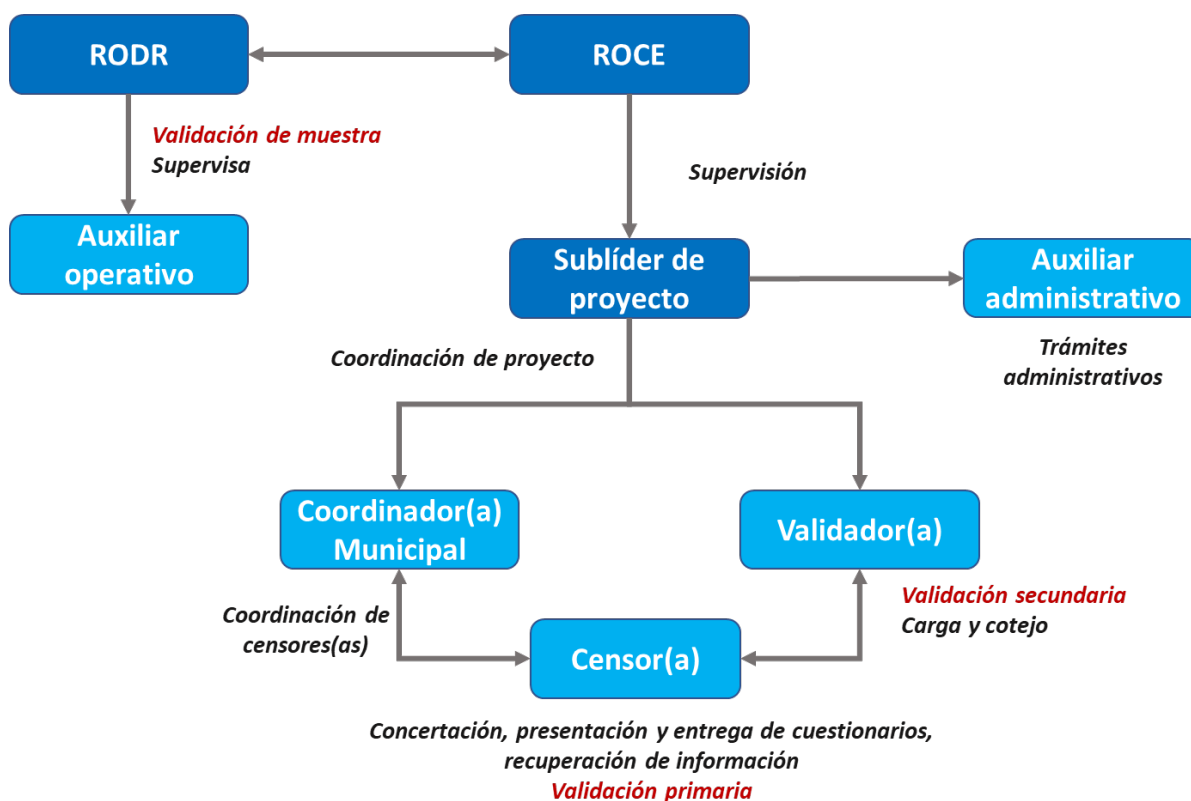 RODR
ROCE
Validación de muestra
Supervisa
Supervisión
Auxiliar
operativo
Sublíder de
proyecto
Auxiliar
administrativo
Trámites
administrativos
Coordinación de proyecto
Coordinador(a)
Municipal
Validador(a)
Coordinación de
censores(as)
Validación secundaria
Carga y cotejo
Censor(a)
Concertación, presentación y entrega de cuestionarios,
recuperación de información
Validación primaria